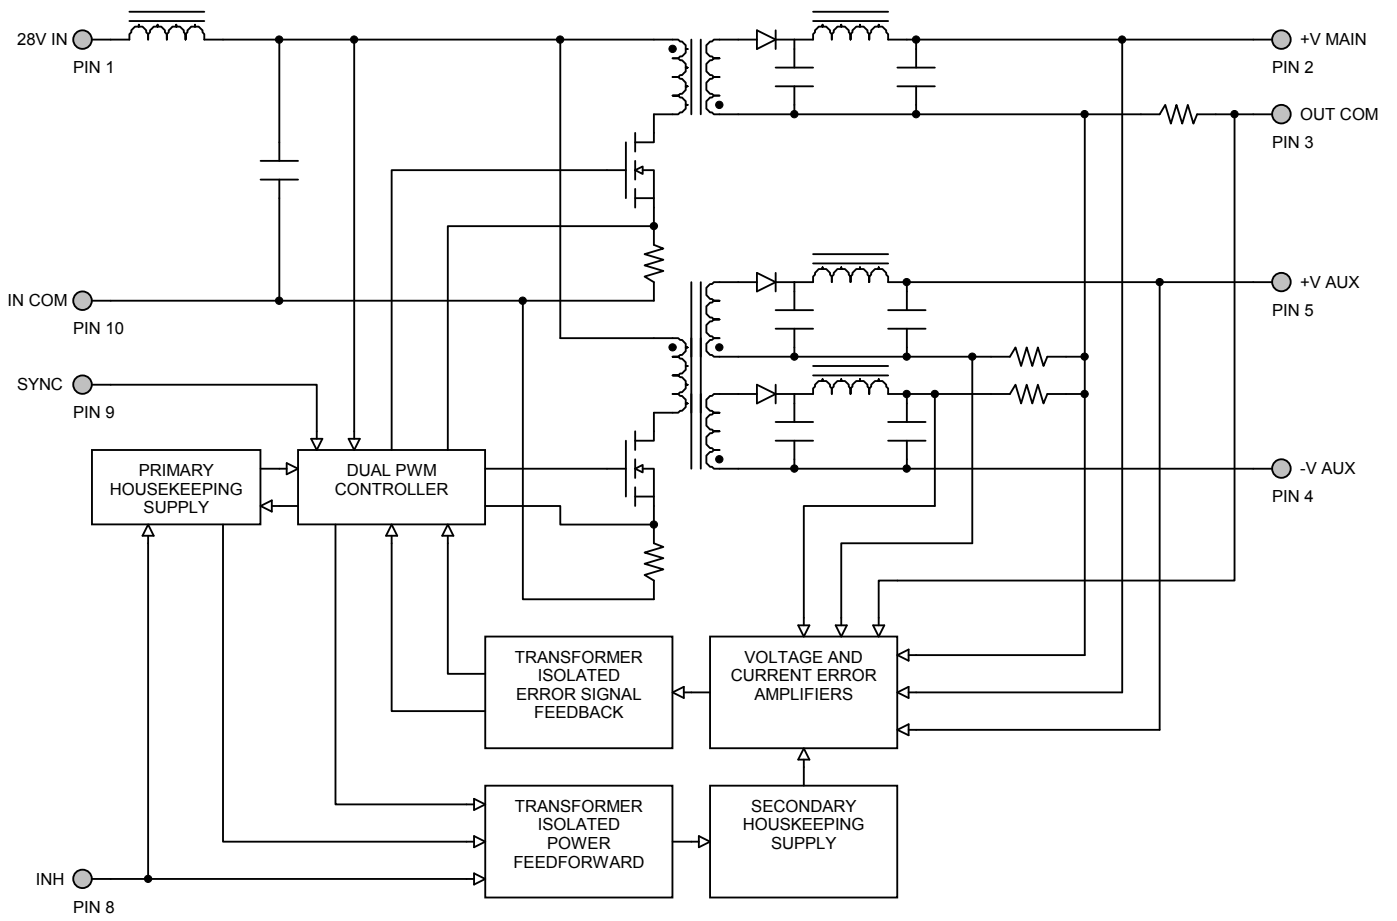 28V IN
PIN 1
+V MAIN
PIN 2
OUT COM
PIN 3
IN COM
PIN 10
+V AUX
PIN 5
SYNC
PIN 9
-V AUX
PIN 4
PRIMARY
HOUSEKEEPING
SUPPLY
DUAL PWM
CONTROLLER
TRANSFORMER
ISOLATED
ERROR SIGNAL
FEEDBACK
VOLTAGE AND
CURRENT ERROR
AMPLIFIERS
TRANSFORMER
ISOLATED
POWER
FEEDFORWARD
SECONDARY
HOUSKEEPING
SUPPLY
INH
PIN 8